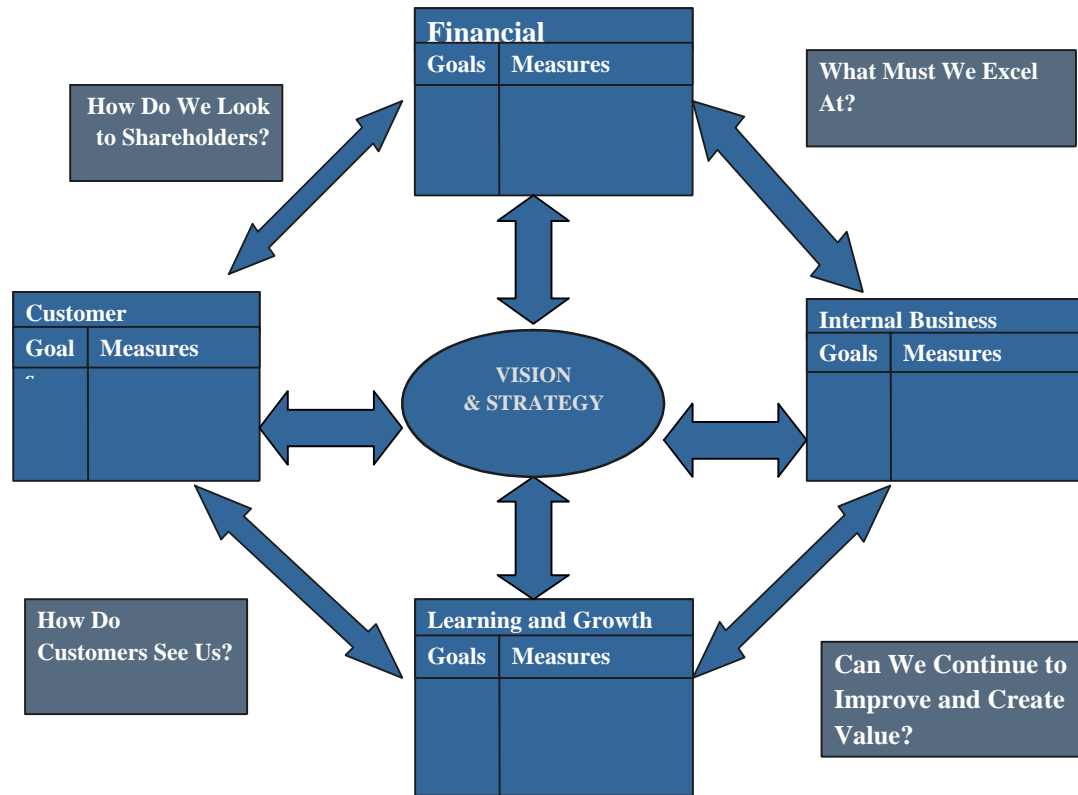 Financial
Goals Measures
What Must We Excel
At?
How Do We Look
to Shareholders?
Customer
Goal Measures
s
Internal Business
Goals Measures
VISION
& STRATEGY
How Do
Customers See Us?
Learning and Growth
Goals Measures
Can We Continue to
Improve and Create
Value?